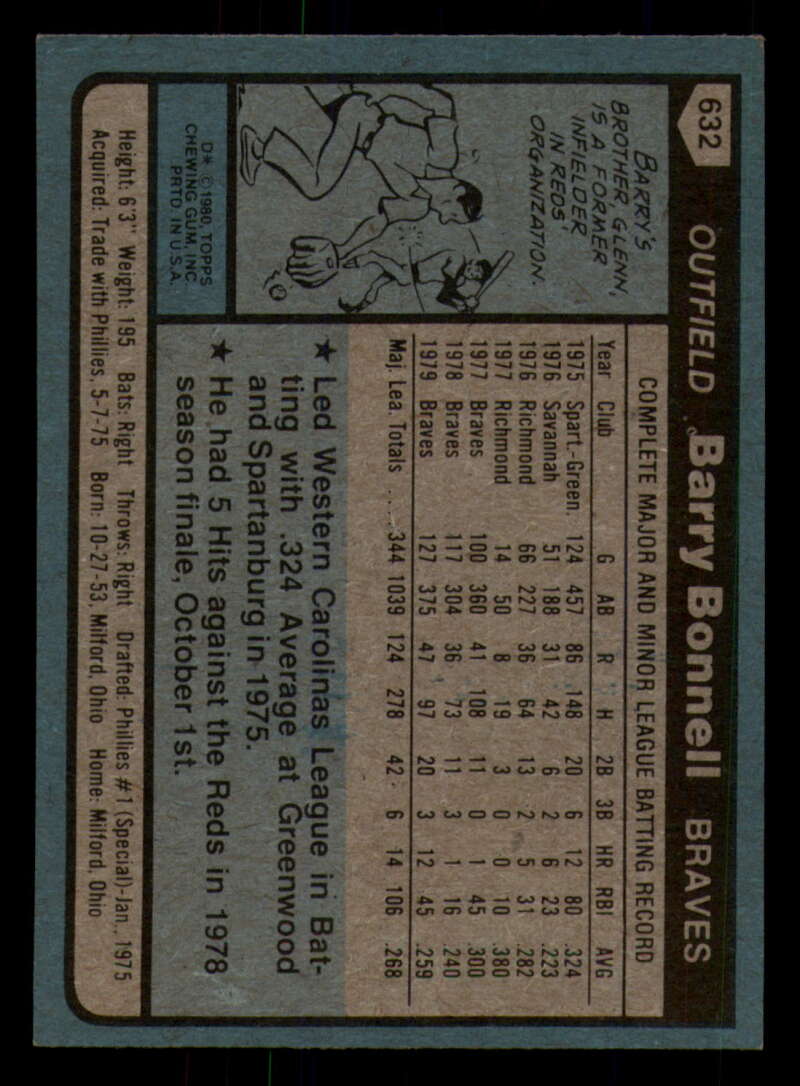 632 OUTFIELD Barry Bonnell BRAVES
BARRY'S
BROTHER, GLENN,
IS A FORMER
INFIELDER
IN REDS'
ORGANIZATION.
D* © 1980, TOPPS
CHEWING GUM, INC.
PRTD. IN U.S.A.
COMPLETE MAJOR AND MINOR LEAGUE BATTING RECORD
Year Club G AB R H 2B 3B HR RBI AVG
1975 Spart.-Green. 124 457 86 148 20 6 12 80 .324
1976 Savannah 51 188 31 42 6 2 6 23 .223
1976 Richmond 66 227 36 64 13 2 5 31 .282
1977 Richmond 14 50 8 19 3 0 0 10 .380
1977 Braves 100 360 41 108 11 0 1 45 .300
1978 Braves 117 304 36 73 11 3 1 16 .240
1979 Braves 127 375 47 97 20 3 12 45 .259
Maj. Lea. Totals .... 344 1039 124 278 42 6 14 106 .268
★ Led Western Carolinas League in Bat-
ting with .324 Average at Greenwood
and Spartanburg in 1975.
★ He had 5 Hits against the Reds in 1978
season finale, October 1st.
Height: 6'3" Weight: 195 Bats: Right Throws: Right Drafted: Phillies #1 (Special)-Jan., 1975
Acquired: Trade with Phillies, 5-7-75 Born: 10-27-53, Milford, Ohio Home: Milford, Ohio